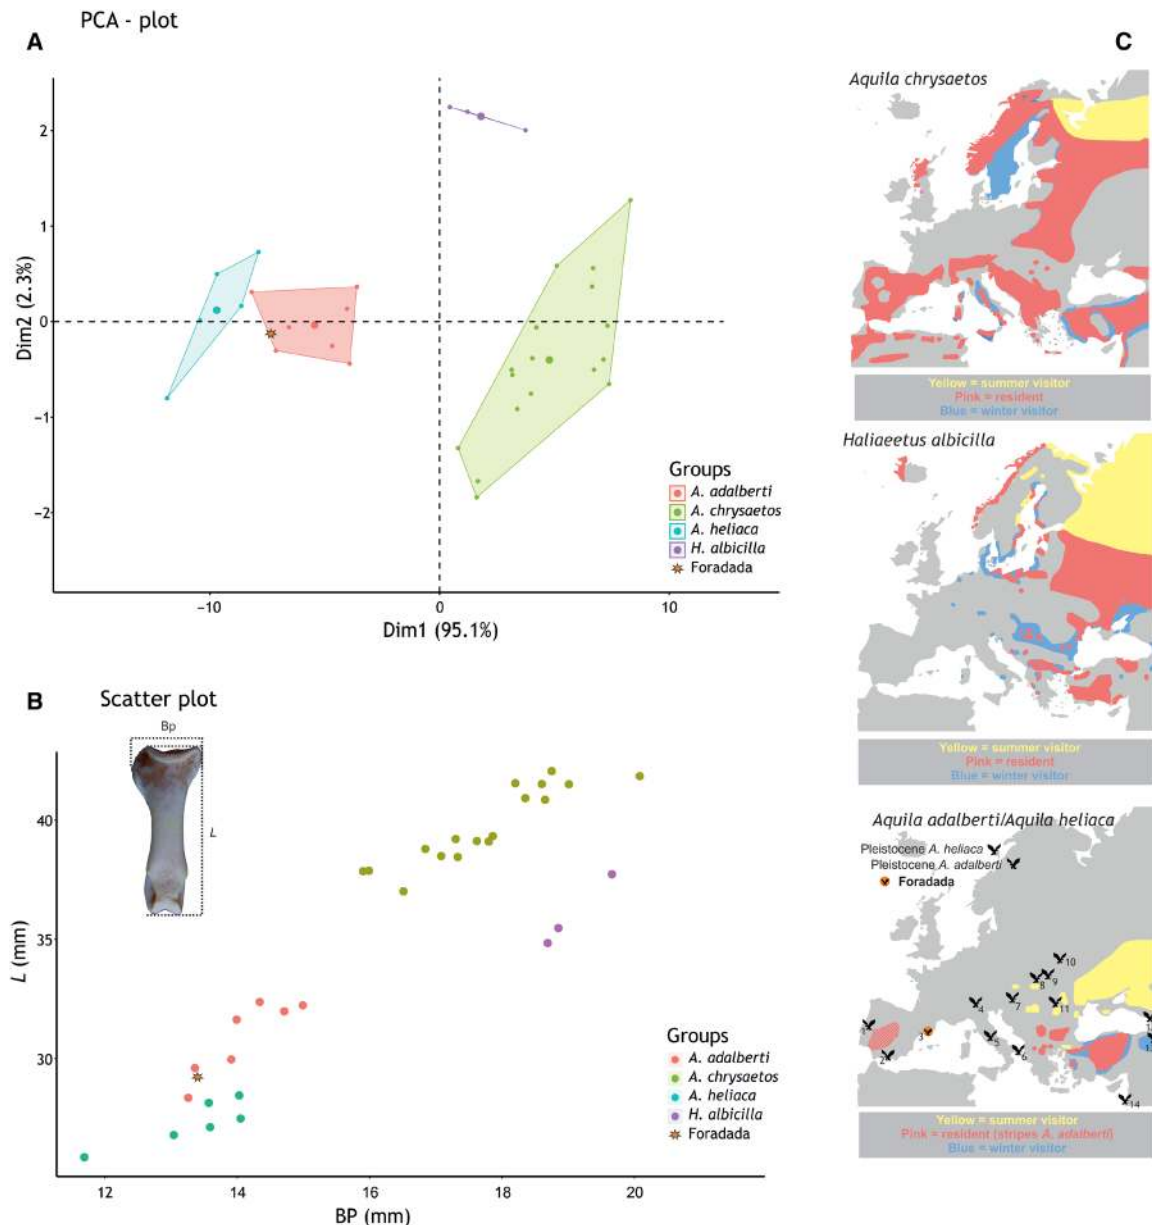 PCA - plot
A
Dim2 (2.3%)
2
1
0
−1
−2
−10
0
10
Dim1 (95.1%)
Groups
A. adalberti
A. chrysaetos
A. heliaca
H. albicilla
Foradada
B
Scatter plot
Bp
L
L (mm)
40
35
30
12
14
16
18
20
BP (mm)
Groups
A. adalberti
A. chrysaetos
A. heliaca
H. albicilla
Foradada
C
Aquila chrysaetos
Yellow = summer visitor
Pink = resident
Blue = winter visitor
Haliaeetus albicilla
Yellow = summer visitor
Pink = resident
Blue = winter visitor
Aquila adalberti/Aquila heliaca
Pleistocene A. heliaca
Pleistocene A. adalberti
Foradada
10
8
9
4
7
11
1
3
5
2
6
14
Yellow = summer visitor
Pink = resident (stripes A. adalberti)
Blue = winter visitor